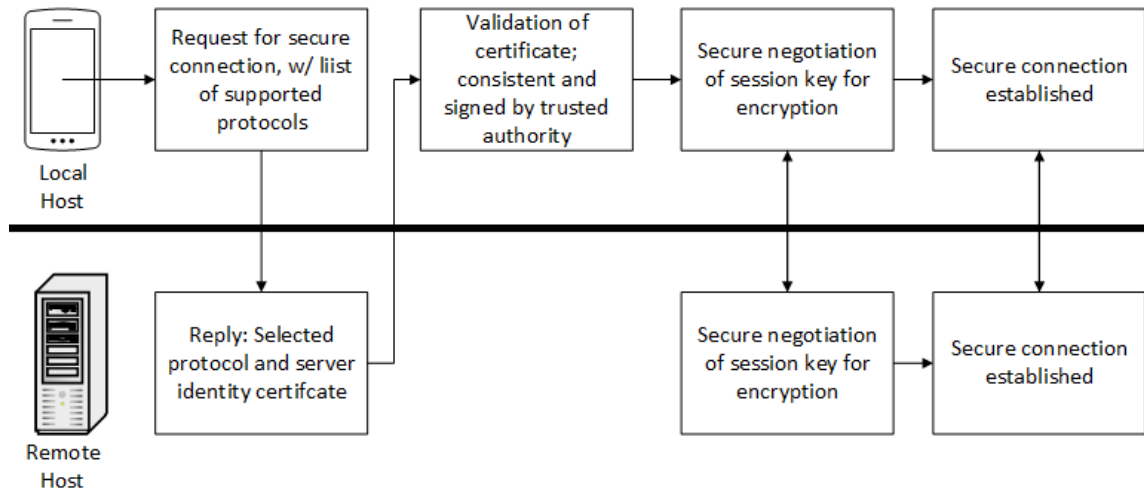 Request for secure
connection, w/ liist
of supported
protocols
Validation of
certificate;
consistent and
signed by trusted
authority
Secure negotiation
of session key for
encryption
Secure connection
established
Local
Host
Reply: Selected
protocol and server
identity certifcate
Secure negotiation
of session key for
encryption
Secure connection
established
Remote
Host